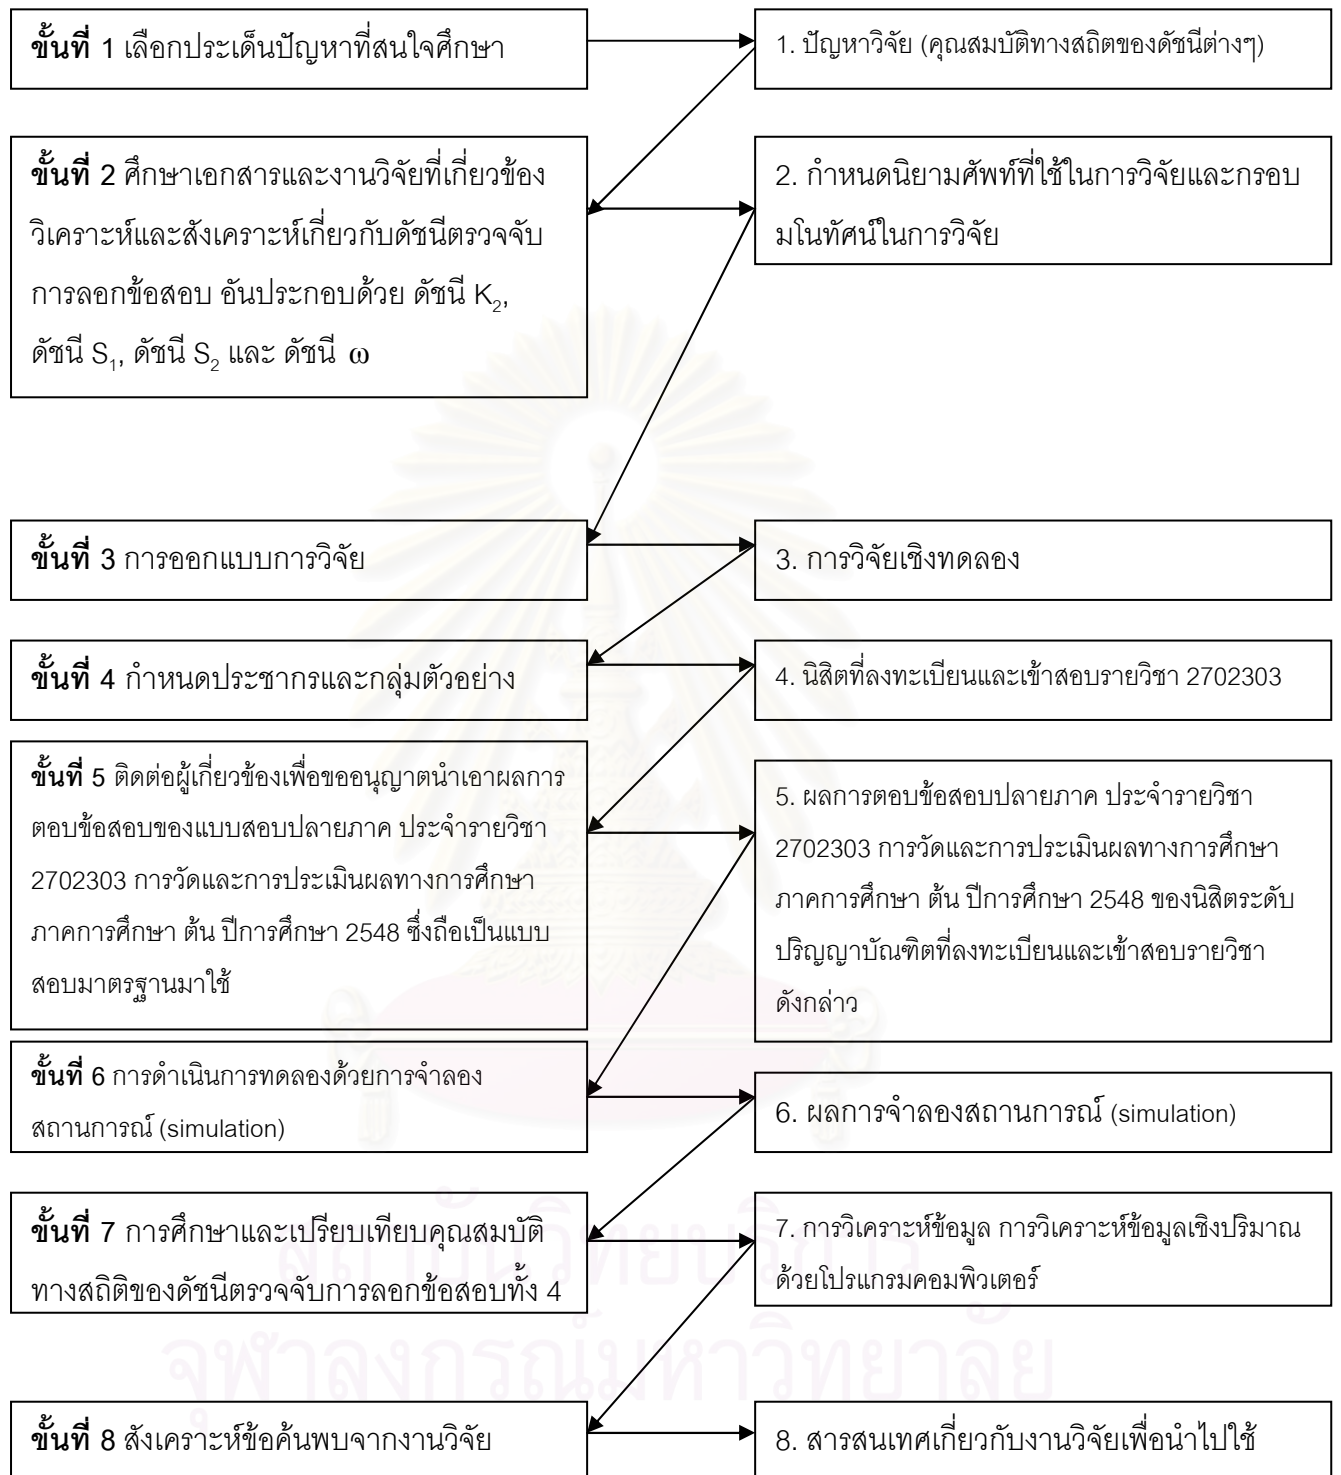 ขั้นที่ 1 เลือกประเด็นปัญหาที่สนใจศึกษา
1. ปัญหาวิจัย (คุณสมบัติทางสถิตของดัชนีต่างๆ)
ขั้นที่ 2 ศึกษาเอกสารและงานวิจัยที่เกี่ยวข้อง
วิเคราะห์และสังเคราะห์เกี่ยวกับดัชนีตรวจจับ
การลอกข้อสอบ อันประกอบด้วย ดัชนี K₂,
ดัชนี S₁, ดัชนี S₂ และ ดัชนี ω
2. กำหนดนิยามศัพท์ที่ใช้ในการวิจัยและกรอบ
มโนทัศน์ในการวิจัย
ขั้นที่ 3 การออกแบบการวิจัย
3. การวิจัยเชิงทดลอง
ขั้นที่ 4 กำหนดประชากรและกลุ่มตัวอย่าง
4. นิสิตที่ลงทะเบียนและเข้าสอบรายวิชา 2702303
ขั้นที่ 5 ติดต่อผู้เกี่ยวข้องเพื่อขออนุญาตนำเอาผลการ
ตอบข้อสอบของแบบสอบปลายภาค ประจำรายวิชา
2702303 การวัดและการประเมินผลทางการศึกษา
ภาคการศึกษา ต้น ปีการศึกษา 2548 ซึ่งถือเป็นแบบ
สอบมาตรฐานมาใช้
5. ผลการตอบข้อสอบปลายภาค ประจำรายวิชา
2702303 การวัดและการประเมินผลทางการศึกษา
ภาคการศึกษา ต้น ปีการศึกษา 2548 ของนิสิตระดับ
ปริญญาบัณฑิตที่ลงทะเบียนและเข้าสอบรายวิชา
ดังกล่าว
ขั้นที่ 6 การดำเนินการทดลองด้วยการจำลอง
สถานการณ์ (simulation)
6. ผลการจำลองสถานการณ์ (simulation)
ขั้นที่ 7 การศึกษาและเปรียบเทียบคุณสมบัติ
ทางสถิติของดัชนีตรวจจับการลอกข้อสอบทั้ง 4
7. การวิเคราะห์ข้อมูล การวิเคราะห์ข้อมูลเชิงปริมาณ
ด้วยโปรแกรมคอมพิวเตอร์
สถาบันวิทยบริการ
จุฬาลงกรณ์มหาวิทยาลัย
ขั้นที่ 8 สังเคราะห์ข้อค้นพบจากงานวิจัย
8. สารสนเทศเกี่ยวกับงานวิจัยเพื่อนำไปใช้